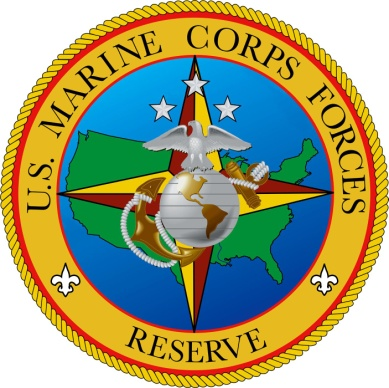 U.S. MARINE CORPS FORCES
RESERVE